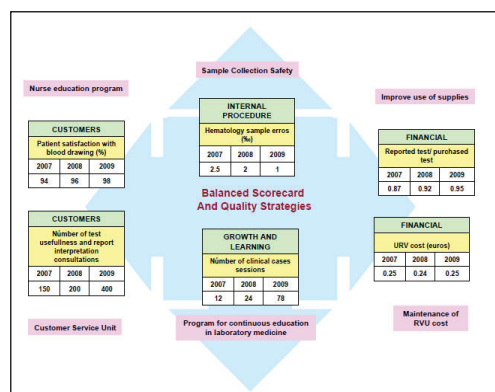 Sample Collection Safety
Nurse education program
Improve use of supplies
INTERNAL
PROCEDURE
Hematology sample erros
(‰)
2007 2008 2009
2.5 2 1
CUSTOMERS
Patient satisfaction with
blood drawing (%)
2007 2008 2009
94 96 98
FINANCIAL
Reported test/ purchased
test
2007 2008 2009
0.87 0.92 0.95
Balanced Scorecard
And Quality Strategies
CUSTOMERS
Númber of test
usefullness and report
interpretation
consultations
2007 2008 2009
150 200 400
GROWTH AND
LEARNING
Númber of clinical cases
sessions
2007 2008 2009
12 24 78
FINANCIAL
URV cost (euros)
2007 2008 2009
0.25 0.24 0.25
Customer Service Unit
Program for continuous education
in laboratory medicine
Maintenance of
RVU cost